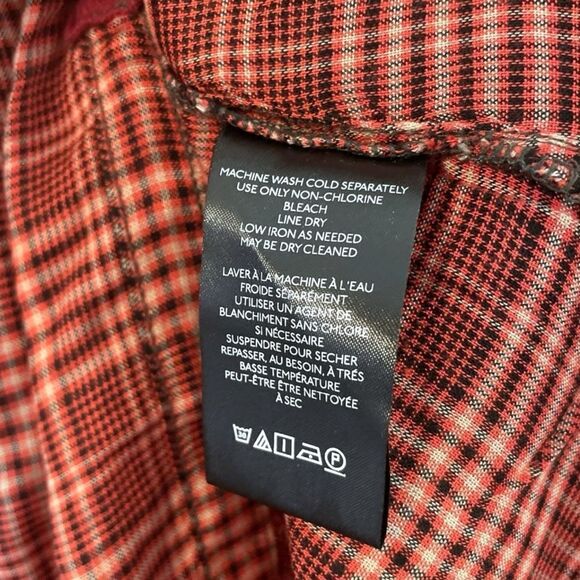 MACHINE WASH COLD SEPARATELY
USE ONLY NON-CHLORINE
BLEACH
LINE DRY
LOW IRON AS NEEDED
MAY BE DRY CLEANED
LAVER À LA MACHINE À L'EAU
FROIDE SÉPARÉMENT
UTILISER UN AGENT DE
BLANCHIMENT SANS CHLORE
SI NÉCESSAIRE
SUSPENDRE POUR SECHER
REPASSER, AU BESOIN, À TRÉS
BASSE TEMPÉRATURE
PEUT-ÊTRE ÊTRE NETTOYÉE
À SEC
30 P